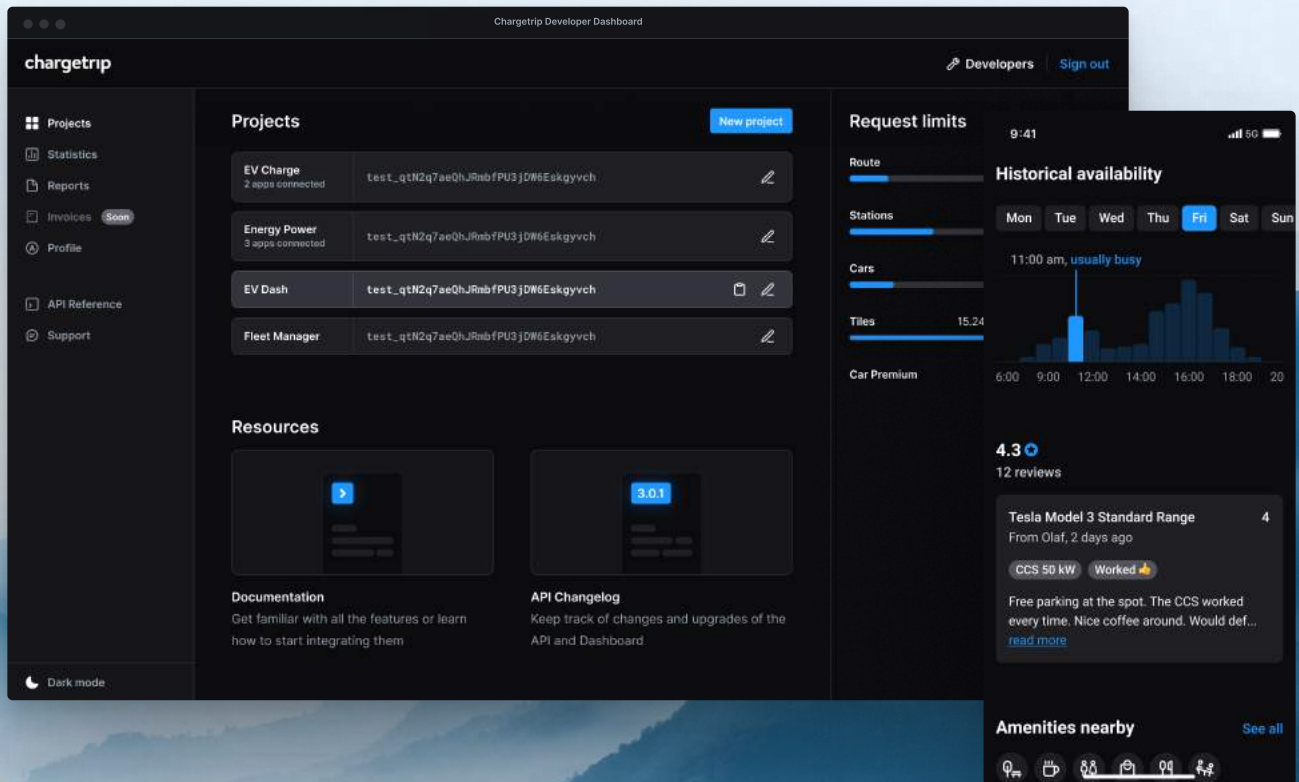 Chargetrip Developer Dashboard
chargetrip
Developers
Sign out
Projects
Statistics
Reports
Invoices Soon
Profile
API Reference
Support
Dark mode
Projects
New project
EV Charge
2 apps connected
test_qtN2q7aeQhJRmbfPU3jDW6Eskgyvch
Energy Power
3 apps connected
test_qtN2q7aeQhJRmbfPU3jDW6Eskgyvch
EV Dash
test_qtN2q7aeQhJRmbfPU3jDW6Eskgyvch
Fleet Manager
test_qtN2q7aeQhJRmbfPU3jDW6Eskgyvch
Resources
3.0.1
Documentation
Get familiar with all the features or learn
how to start integrating them
API Changelog
Keep track of changes and upgrades of the
API and Dashboard
Request limits
Route
Stations
Cars
Tiles 15.24
Car Premium
9:41
5G
Historical availability
Mon Tue Wed Thu Fri Sat Sun
11:00 am, usually busy
6:00 9:00 12:00 14:00 16:00 18:00 20
4.3
12 reviews
Tesla Model 3 Standard Range 4
From Olaf, 2 days ago
CCS 50 kW Worked 👍
Free parking at the spot. The CCS worked
every time. Nice coffee around. Would def...
read more
Amenities nearby See all